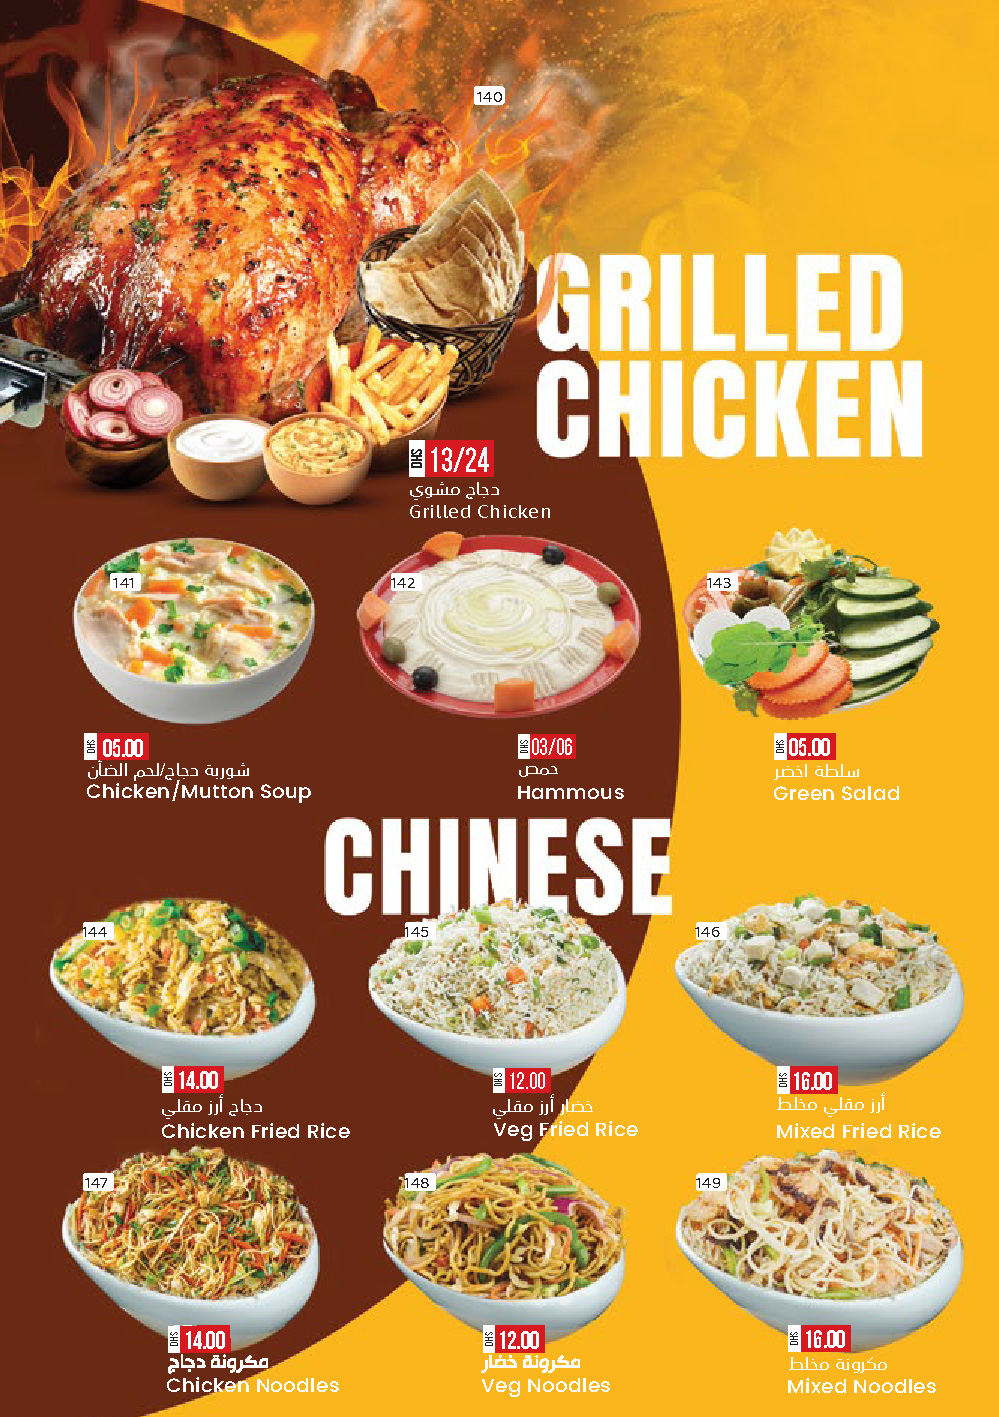 140
GRILLED
CHICKEN
DHS 13/24
دجاج مشوي
Grilled Chicken
141
142
143
DHS 05.00
شوربة دجاج/لحم الضأن
Chicken/Mutton Soup
DHS 03/06
حمص
Hammous
DHS 05.00
سلطة اخضر
Green Salad
CHINESE
144
145
146
DHS 14.00
دجاج أرز مقلي
Chicken Fried Rice
DHS 12.00
خضار أرز مقلي
Veg Fried Rice
DHS 16.00
أرز مقلي مخلط
Mixed Fried Rice
147
148
149
DHS 14.00
مكرونة دجاج
Chicken Noodles
DHS 12.00
مكرونة خضار
Veg Noodles
DHS 16.00
مكرونة مخلط
Mixed Noodles